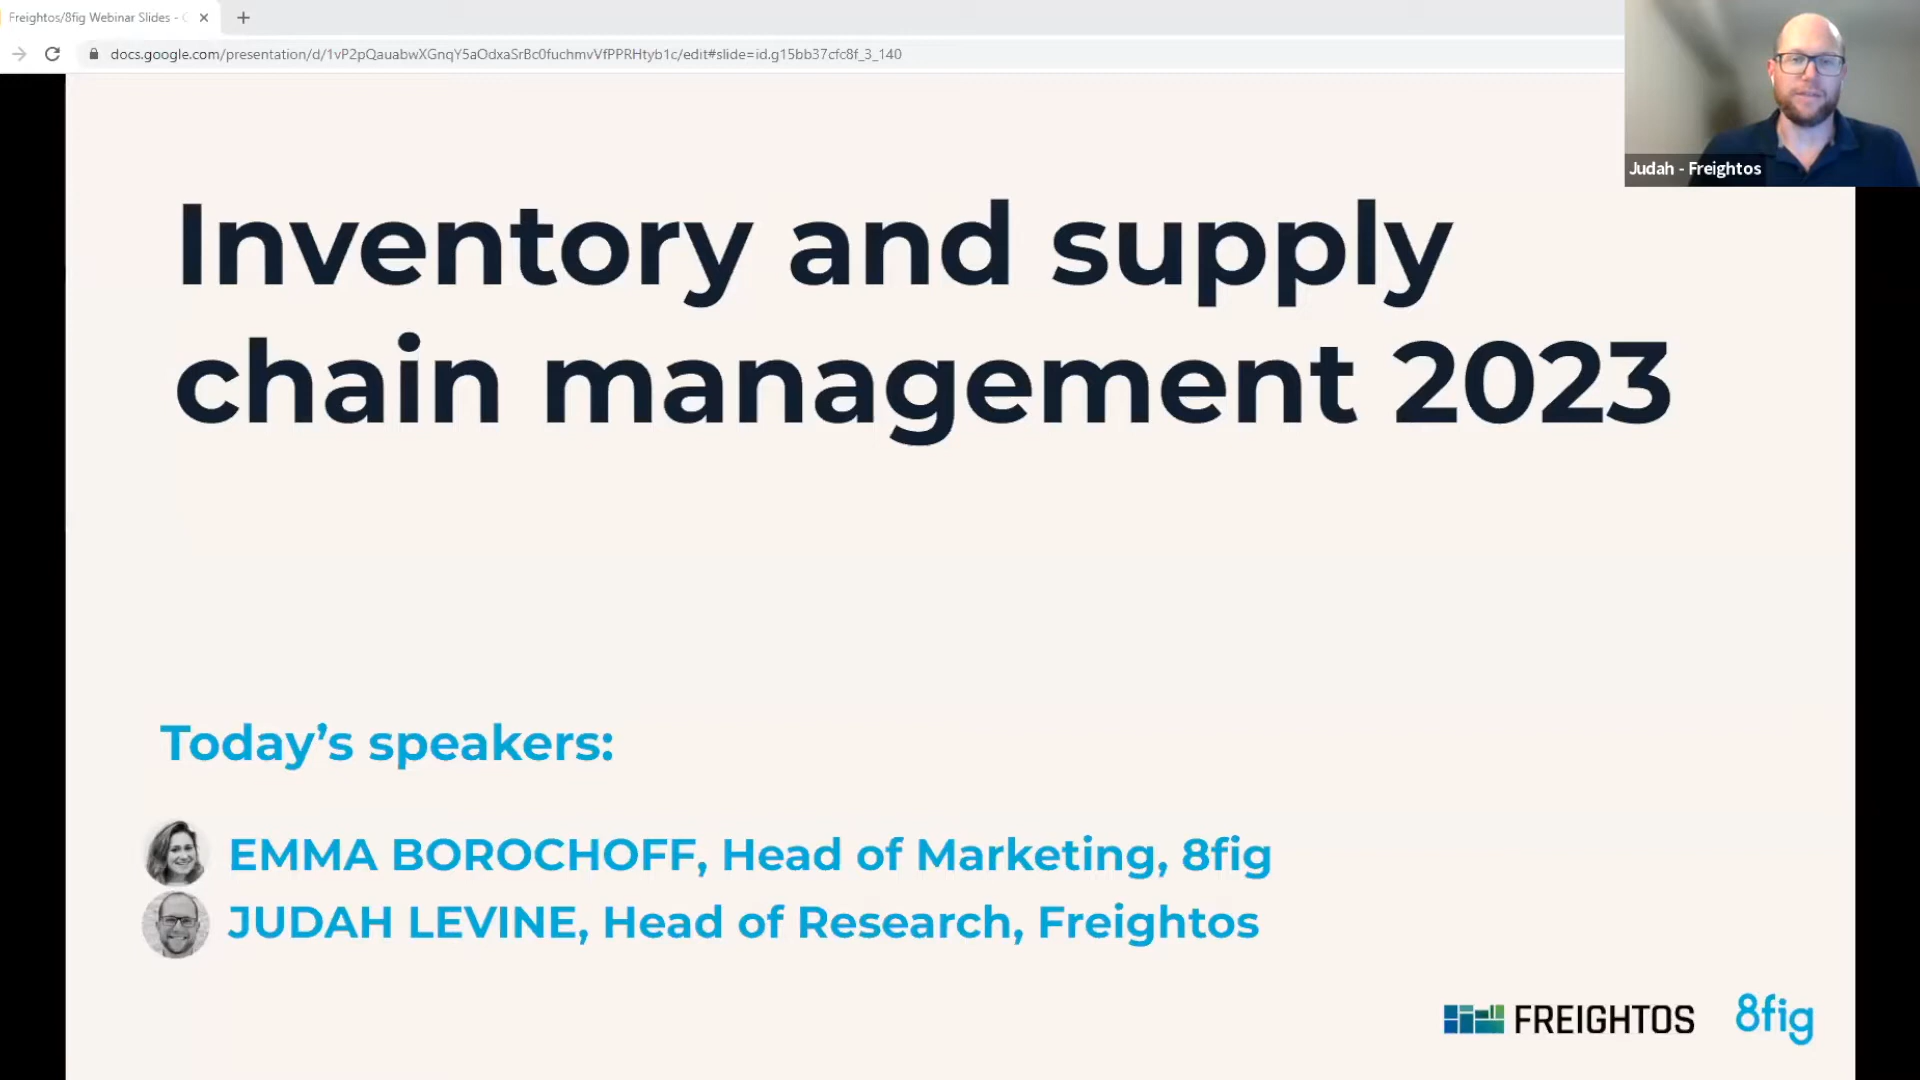 Freightos/8fig Webinar Slides -
docs.google.com/presentation/d/1vP2pQauabwXGnqY5aOdxaSrBc0fuchmvVfPPRHtyb1c/edit#slide=id.g15bb37cfc8f_3_140
Judah - Freightos
Inventory and supply
chain management 2023
Today’s speakers:
EMMA BOROCHOFF, Head of Marketing, 8fig
JUDAH LEVINE, Head of Research, Freightos
FREIGHTOS
8fig